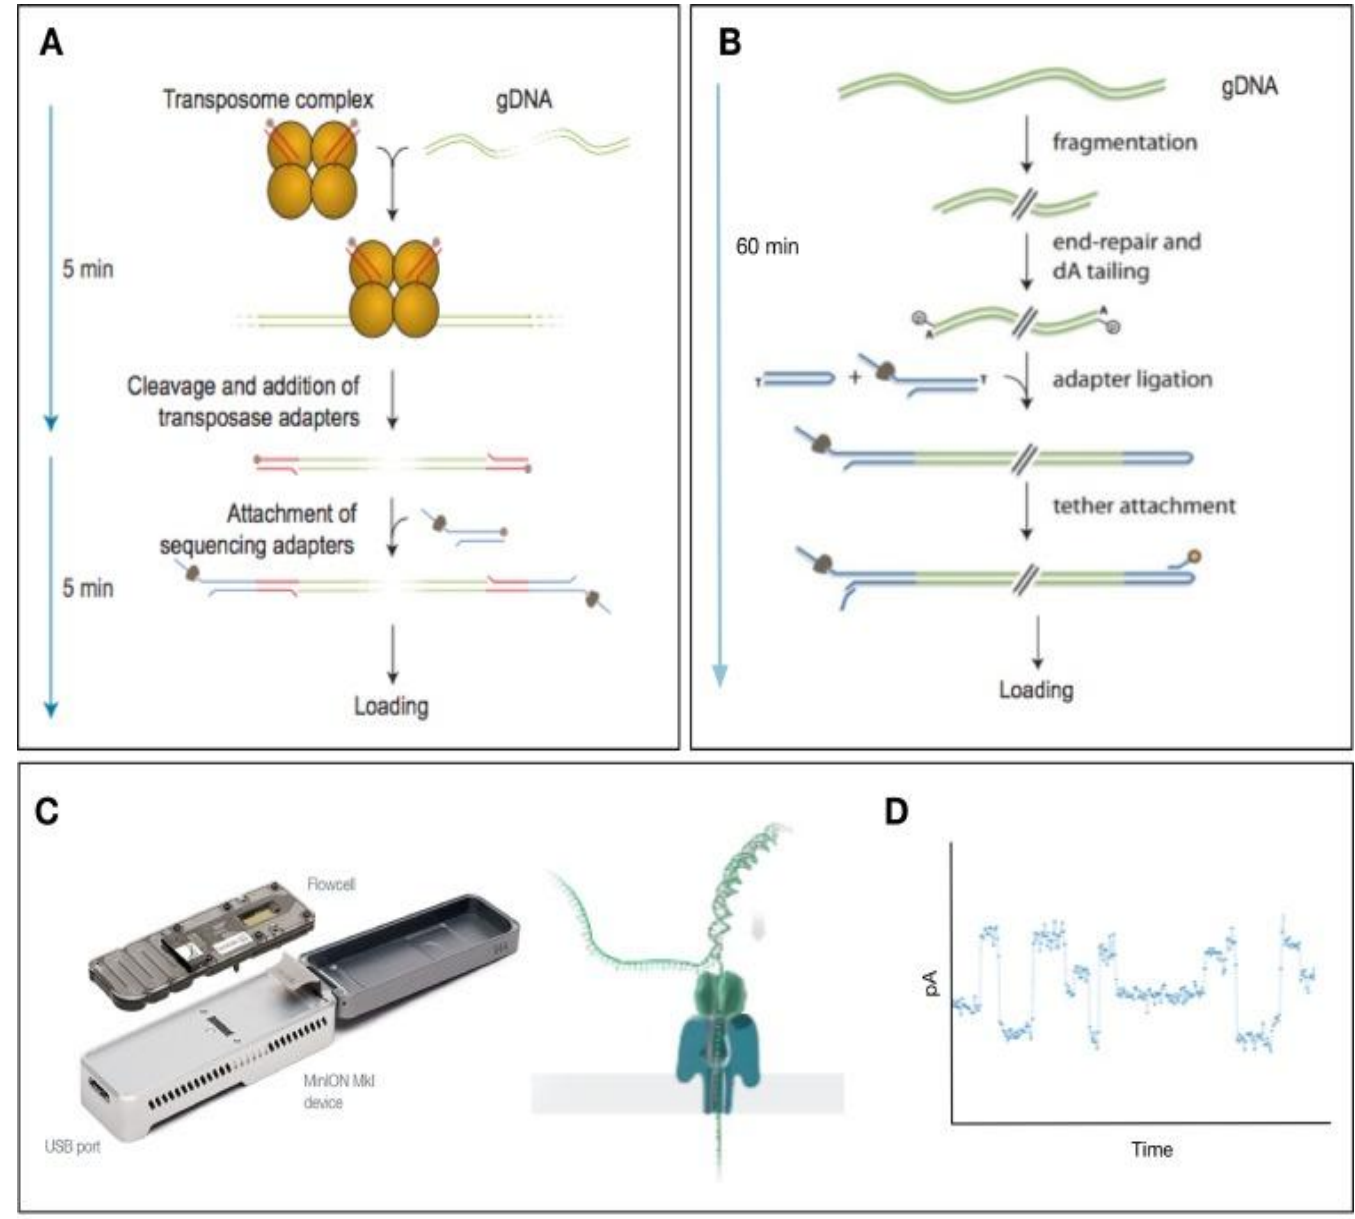 A
Transposome complex
gDNA
5 min
Cleavage and addition of
transposase adapters
Attachment of
sequencing adapters
5 min
Loading
B
gDNA
fragmentation
60 min
end-repair and
dA tailing
A
A
T
+
T
adapter ligation
tether attachment
Loading
C
Flowcell
MinION MkI
device
USB port
D
pA
Time